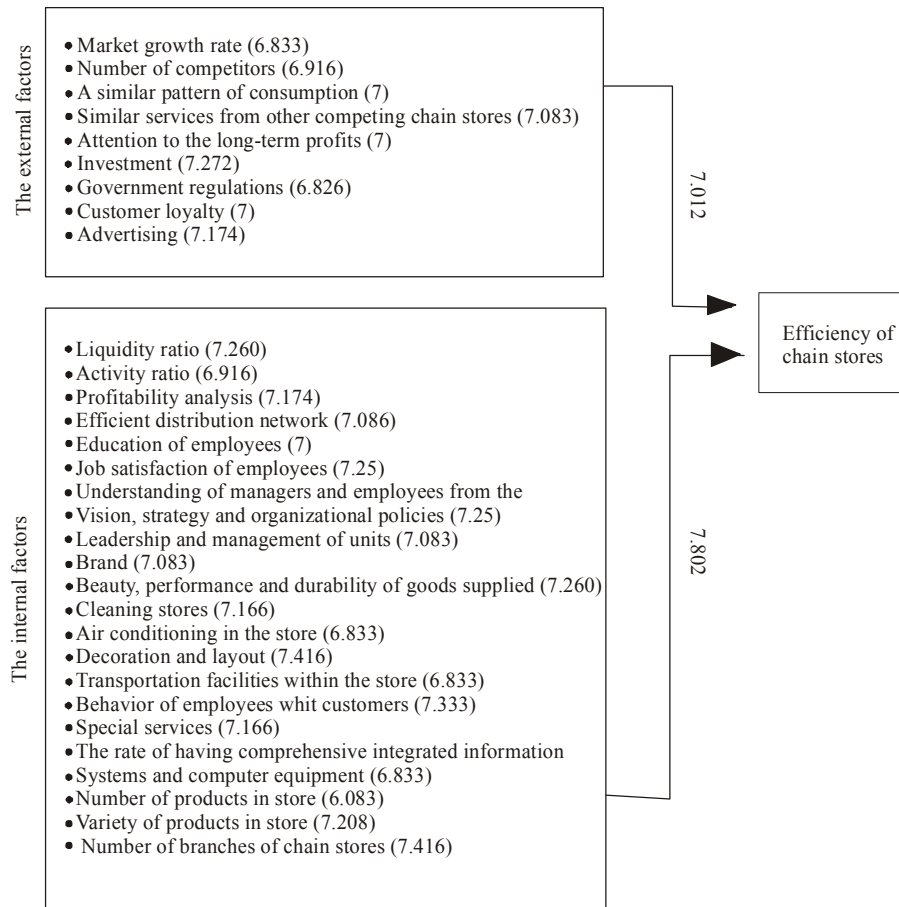 The external factors
• Market growth rate (6.833)
• Number of competitors (6.916)
• A similar pattern of consumption (7)
• Similar services from other competing chain stores (7.083)
• Attention to the long-term profits (7)
• Investment (7.272)
• Government regulations (6.826)
• Customer loyalty (7)
• Advertising (7.174)
7.012
Efficiency of
chain stores
The internal factors
• Liquidity ratio (7.260)
• Activity ratio (6.916)
• Profitability analysis (7.174)
• Efficient distribution network (7.086)
• Education of employees (7)
• Job satisfaction of employees (7.25)
• Understanding of managers and employees from the
• Vision, strategy and organizational policies (7.25)
• Leadership and management of units (7.083)
• Brand (7.083)
• Beauty, performance and durability of goods supplied (7.260)
• Cleaning stores (7.166)
• Air conditioning in the store (6.833)
• Decoration and layout (7.416)
• Transportation facilities within the store (6.833)
• Behavior of employees whit customers (7.333)
• Special services (7.166)
• The rate of having comprehensive integrated information
• Systems and computer equipment (6.833)
• Number of products in store (6.083)
• Variety of products in store (7.208)
• Number of branches of chain stores (7.416)
7.802